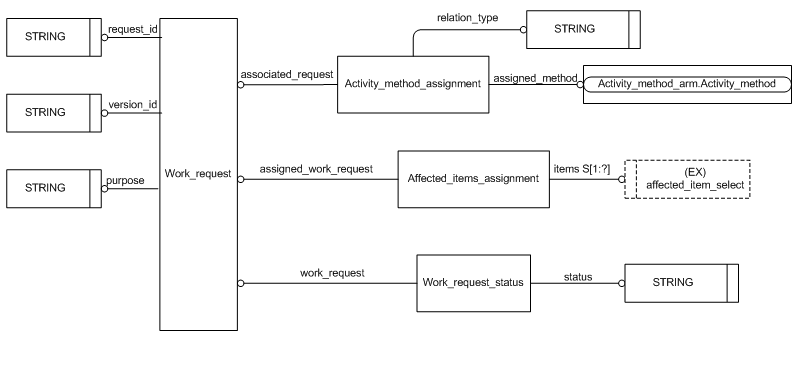 relation_type
STRING
request_id
STRING
associated_request
Activity_method_assignment
assigned_method
Activity_method_arm.Activity_method
STRING
version_id
STRING
purpose
Work_request
assigned_work_request
Affected_items_assignment
items S[1:?]
(EX)
affected_item_select
work_request
Work_request_status
status
STRING